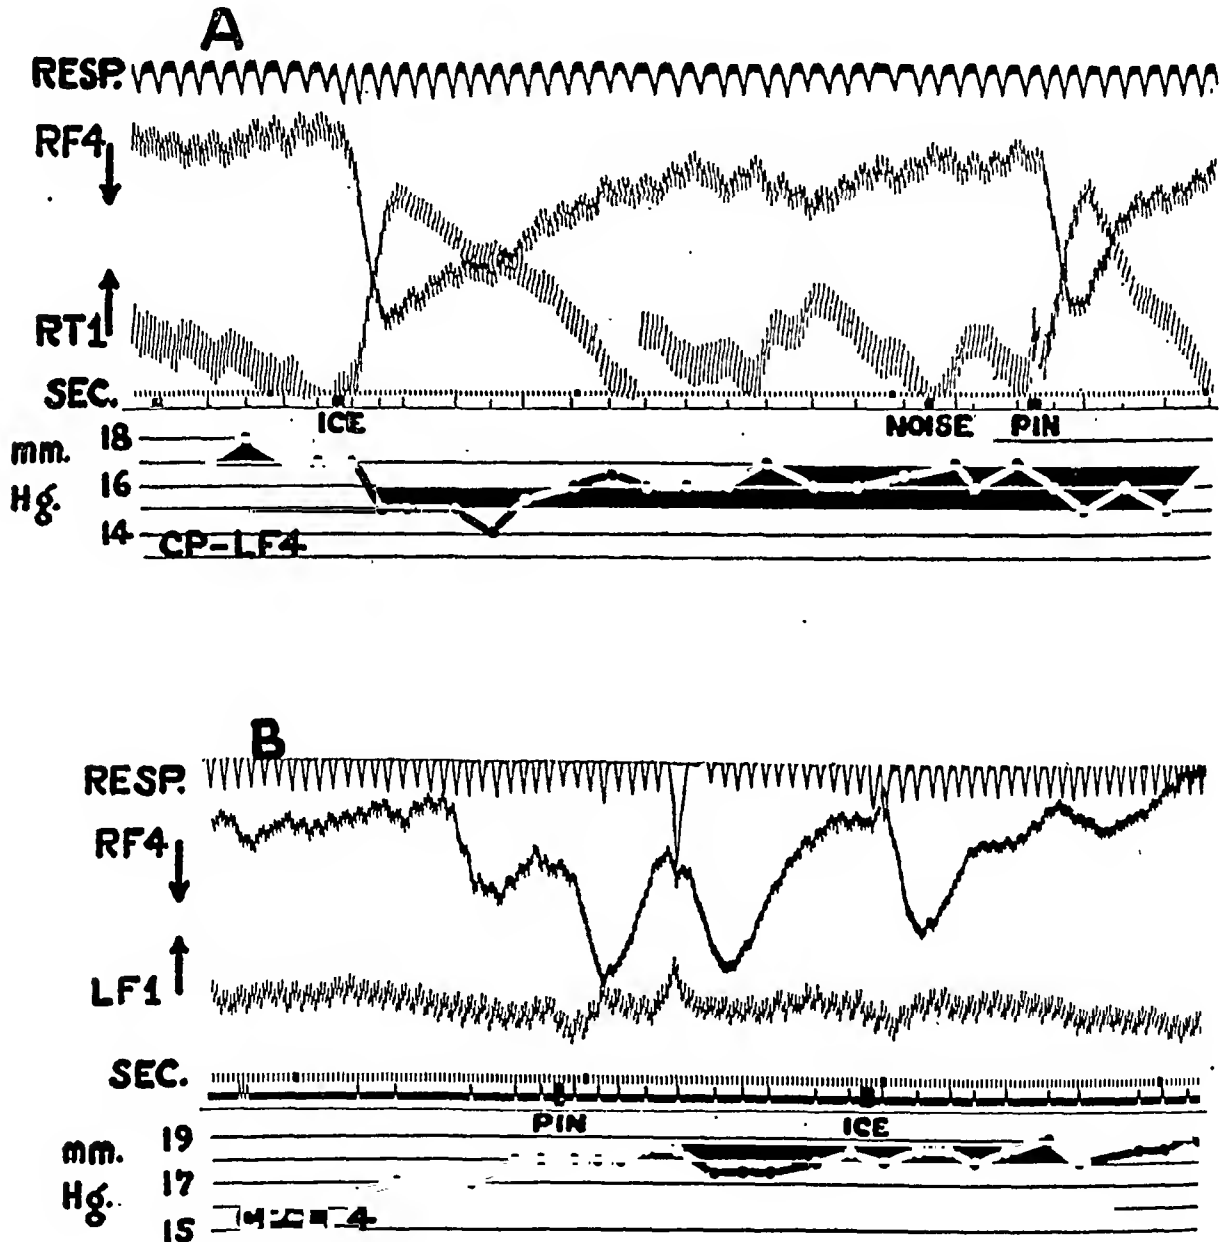 A
RESP.
RF4
RT1
SEC.
ICE NOISE PIN
mm. Hg.
18
16
14
CP-LF4
B
RESP.
RF4
LF1
SEC.
PIN ICE
mm. Hg.
19
17
15
4